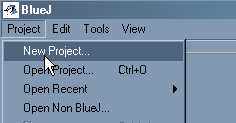 BlueJ
Project Edit Tools View
New Project...
Open Project... Ctrl+O
Open Recent
Open Non BlueJ...